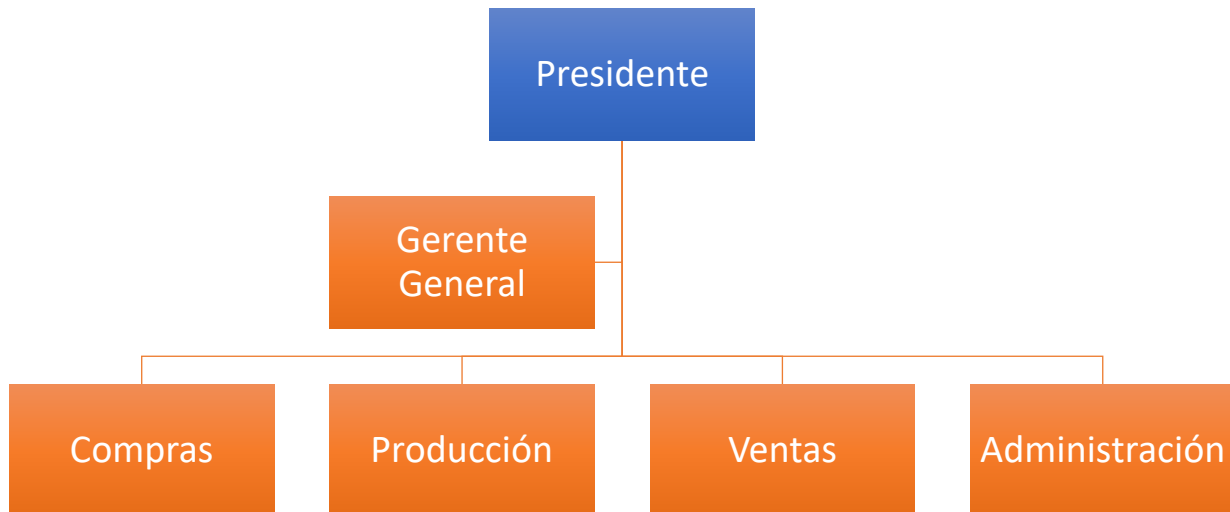 Presidente
Gerente
General
Compras
Producción
Ventas
Administración